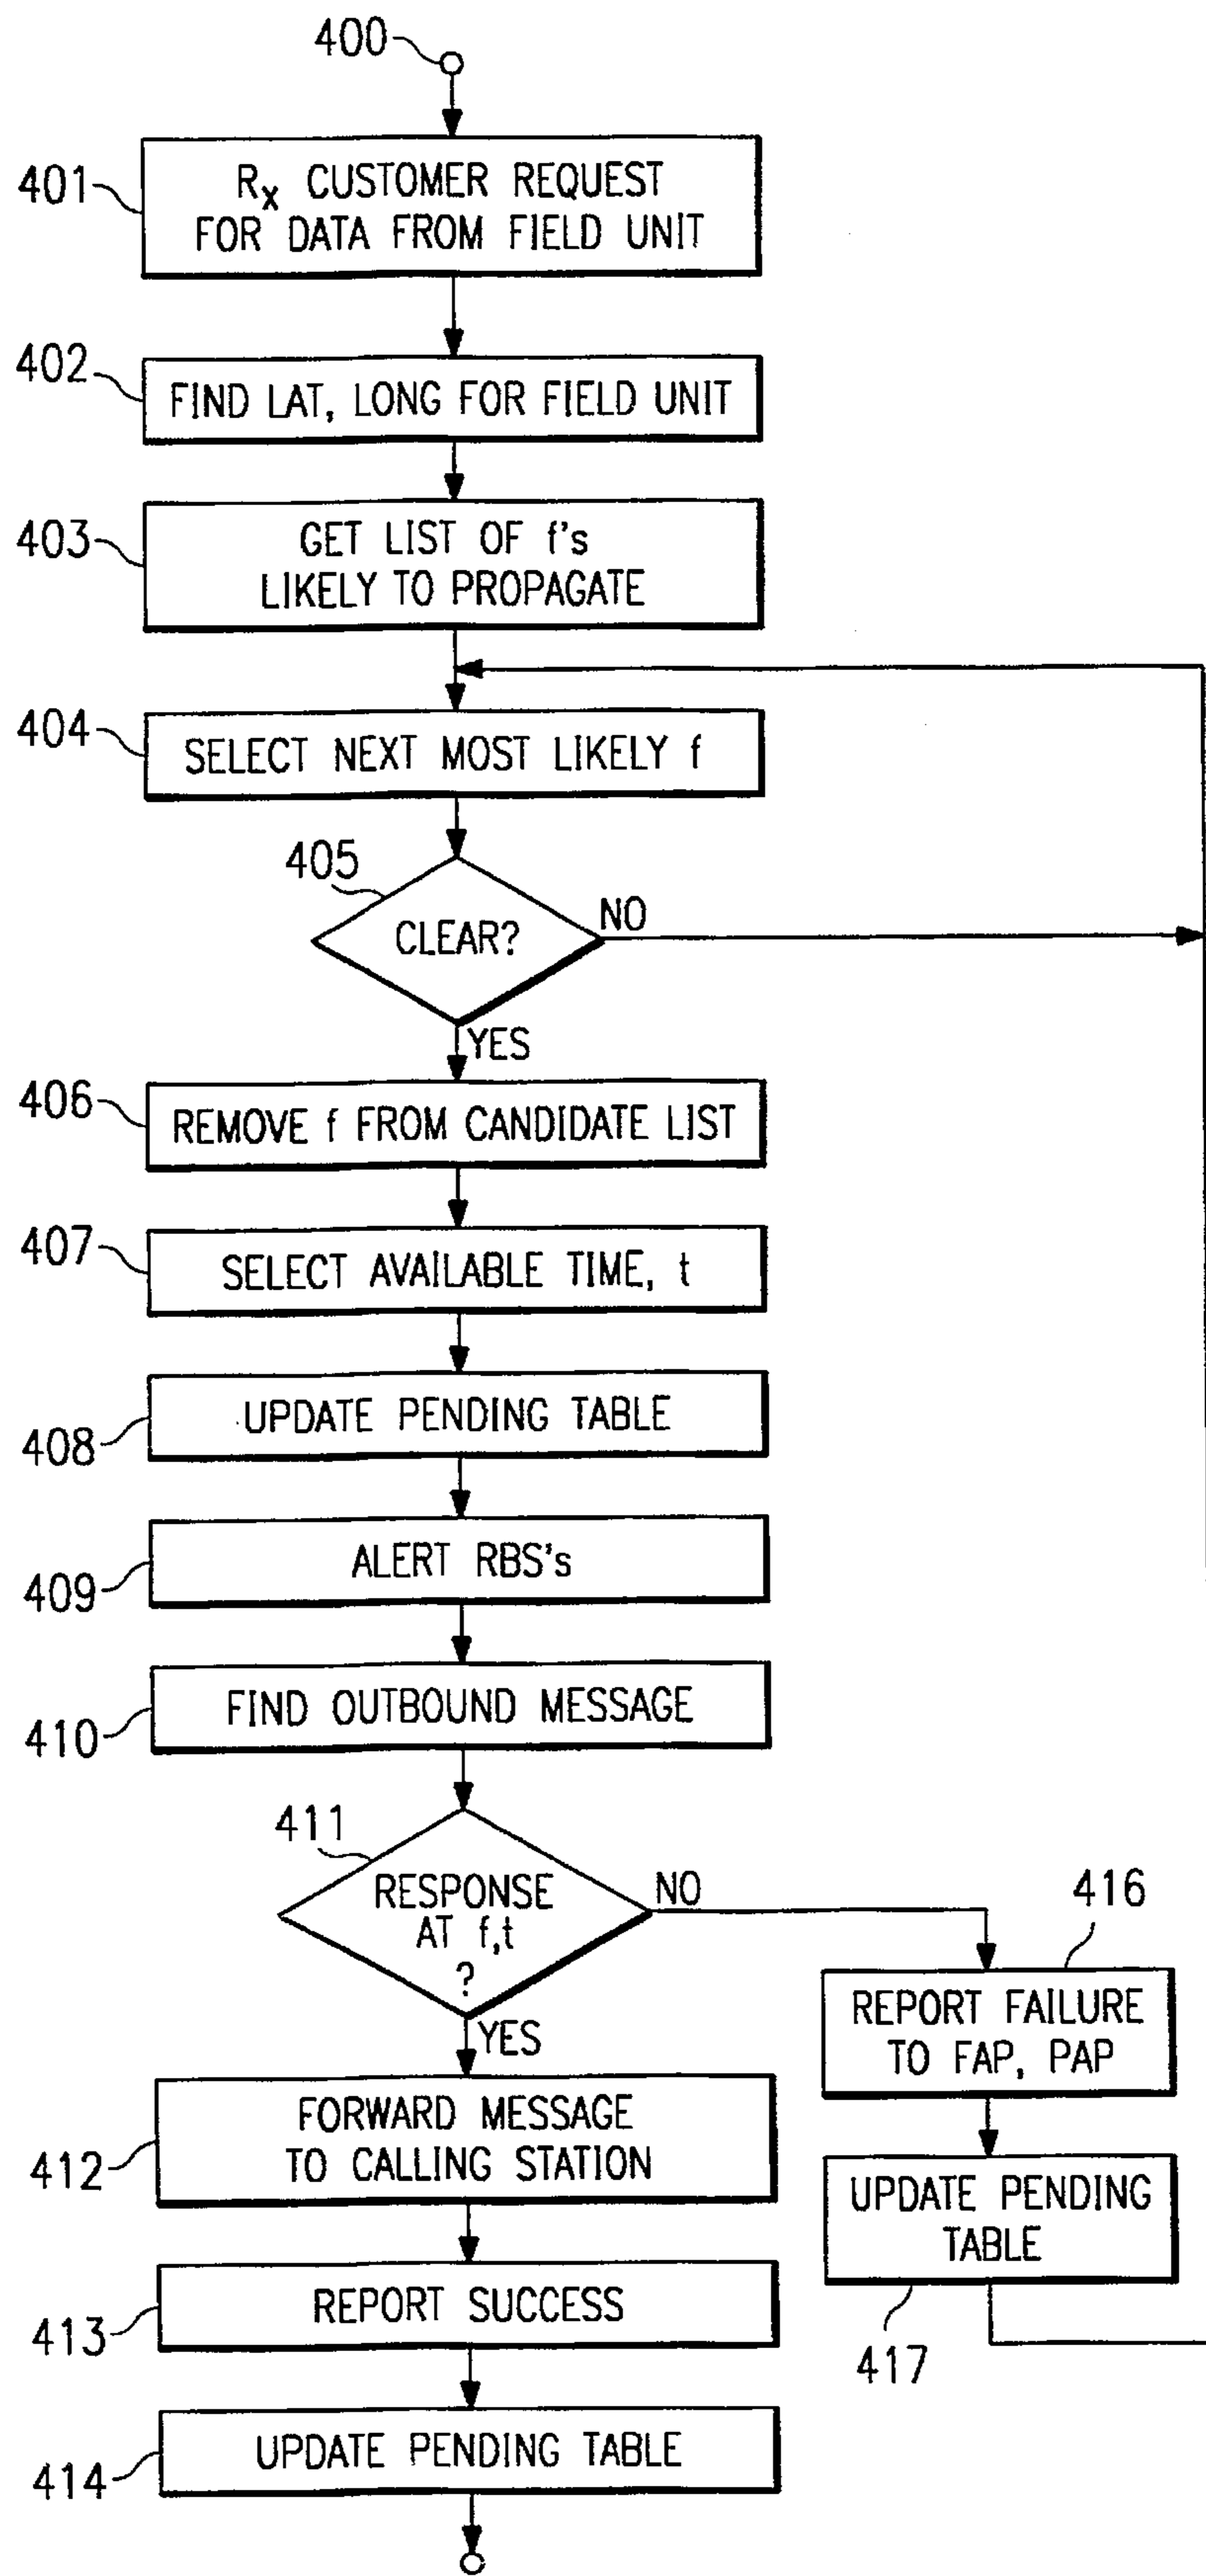 400
401
Rx CUSTOMER REQUEST
FOR DATA FROM FIELD UNIT
402
FIND LAT, LONG FOR FIELD UNIT
403
GET LIST OF f's
LIKELY TO PROPAGATE
404
SELECT NEXT MOST LIKELY f
405
CLEAR?
NO
YES
406
REMOVE f FROM CANDIDATE LIST
407
SELECT AVAILABLE TIME, t
408
UPDATE PENDING TABLE
409
ALERT RBS's
410
FIND OUTBOUND MESSAGE
411
RESPONSE
AT f,t
?
NO
YES
416
REPORT FAILURE
TO FAP, PAP
412
FORWARD MESSAGE
TO CALLING STATION
417
UPDATE PENDING
TABLE
413
REPORT SUCCESS
414
UPDATE PENDING TABLE